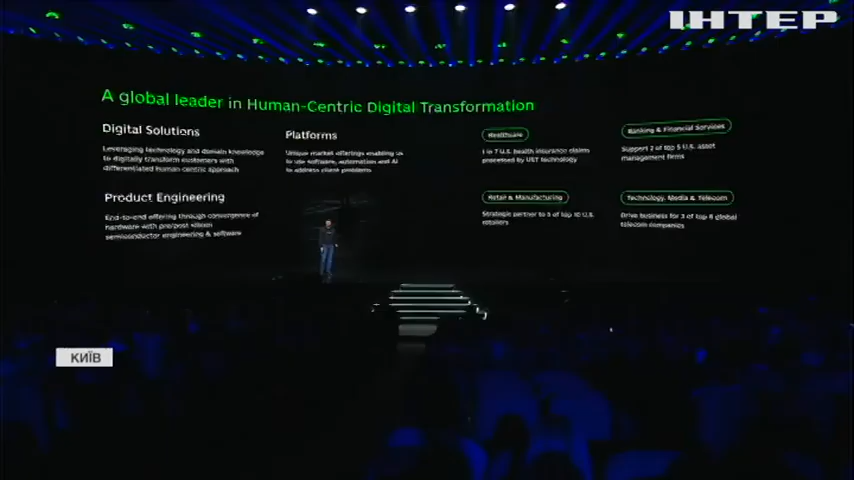 ІНТЕР
A global leader in Human-Centric Digital Transformation
Digital Solutions
Leveraging technology and domain knowledge
to digitally transform customers with
differentiated human-centric approach
Platforms
Unique market offerings enabling us
to use software, automation and AI
to address client problems
Healthcare
1 in 7 U.S. health insurance claims
processed by UST technology
Banking & Financial Services
Support 2 of top 5 U.S. asset
management firms
Product Engineering
End-to-end offering through convergence of
hardware with pre/post silicon
semiconductor engineering & software
Retail & Manufacturing
Strategic partner to 5 of top 10 U.S.
retailers
Technology, Media & Telecom
Drive business for 3 of top 6 global
telecom companies
КИЇВ